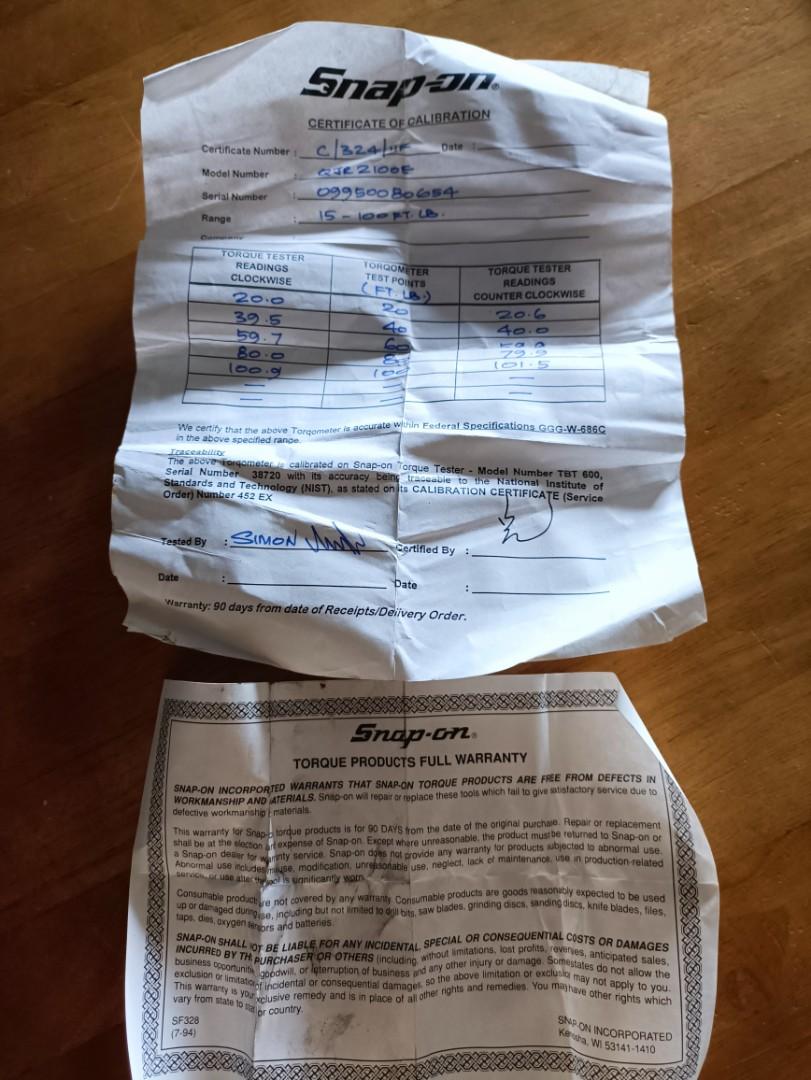 Snap-on®
CERTIFICATE OF CALIBRATION
Certificate Number : C/324/ Date :
Model Number : QJR2100E
Serial Number : 09950080654
Range : 15 - 100 FT. LB.
Company
TORQUE TESTER READINGS CLOCKWISE
TORQOMETER TEST POINTS (FT. LB.)
TORQUE TESTER READINGS COUNTER CLOCKWISE
20.0 20 20.6
39.5 40 40.0
59.7 60
80.0 79.9
100.9 100 101.5
— — —
— — —
We certify that the above Torqometer is accurate within Federal Specifications GGG-W-686C
in the above specified range.
Traceability
The above Torqometer is calibrated on Snap-on Torque Tester - Model Number TBT 600,
Serial Number 38720 with its accuracy being traceable to the National Institute of
Standards and Technology (NIST), as stated on its CALIBRATION CERTIFICATE (Service
Order) Number 452 EX
Tested By : SIMON Certified By :
Date : Date :
Warranty: 90 days from date of Receipts/Delivery Order.
Snap-on®
TORQUE PRODUCTS FULL WARRANTY
SNAP-ON INCORPORTED WARRANTS THAT SNAP-ON TORQUE PRODUCTS ARE FREE FROM DEFECTS IN
WORKMANSHIP AND MATERIALS. Snap-on will repair or replace these tools which fail to give satisfactory service due to
defective workmanship materials.
This warranty for Snap-o torque products is for 90 DAYS from the date of the original purchase. Repair or replacement
shall be at the election expense of Snap-on. Except where unreasonable, the product must be returned to Snap-on or
a Snap-on dealer for service. Snap-on does not provide any warranty for products subjected to abnormal use.
Abnormal use includes misuse, modification, unreasonable use, neglect, lack of maintenance, use in production-related
service, or use after the tool is significantly worn.
Consumable products are not covered by any warranty. Consumable products are goods reasonably expected to be used
up or damaged during use, including but not limited to drill bits, saw blades, grinding discs, sanding discs, knife blades, files,
taps, dies, oxygen sensors and batteries.
SNAP-ON SHALL NOT BE LIABLE FOR ANY INCIDENTAL, SPECIAL OR CONSEQUENTIAL COSTS OR DAMAGES
INCURRED BY THE PURCHASER OR OTHERS (including, without limitations, lost profits, revenues, anticipated sales,
business opportunities, goodwill, or interruption of business and any other injury or damage. Some states do not allow the
exclusion or limitation of incidental or consequential damages, so the above limitation or exclusion may not apply to you.
This warranty is your exclusive remedy and is in place of all other rights and remedies. You may have other rights which
vary from state to state or country.
SF328
(7-94)
SNAP-ON INCORPORATED
Kenosha, WI 53141-1410